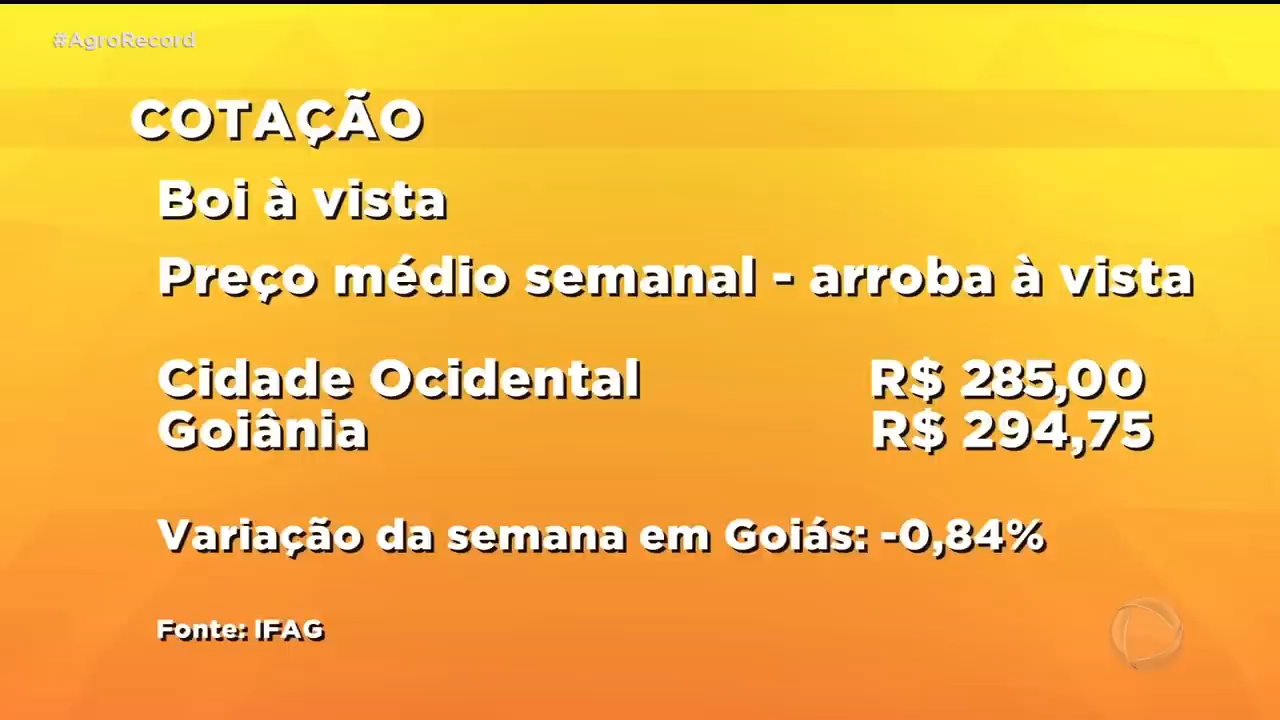 #AgroRecord
COTAÇÃO
Boi à vista
Preço médio semanal - arroba à vista
Cidade Ocidental R$ 285,00
Goiânia R$ 294,75
Variação da semana em Goiás: -0,84%
Fonte: IFAG